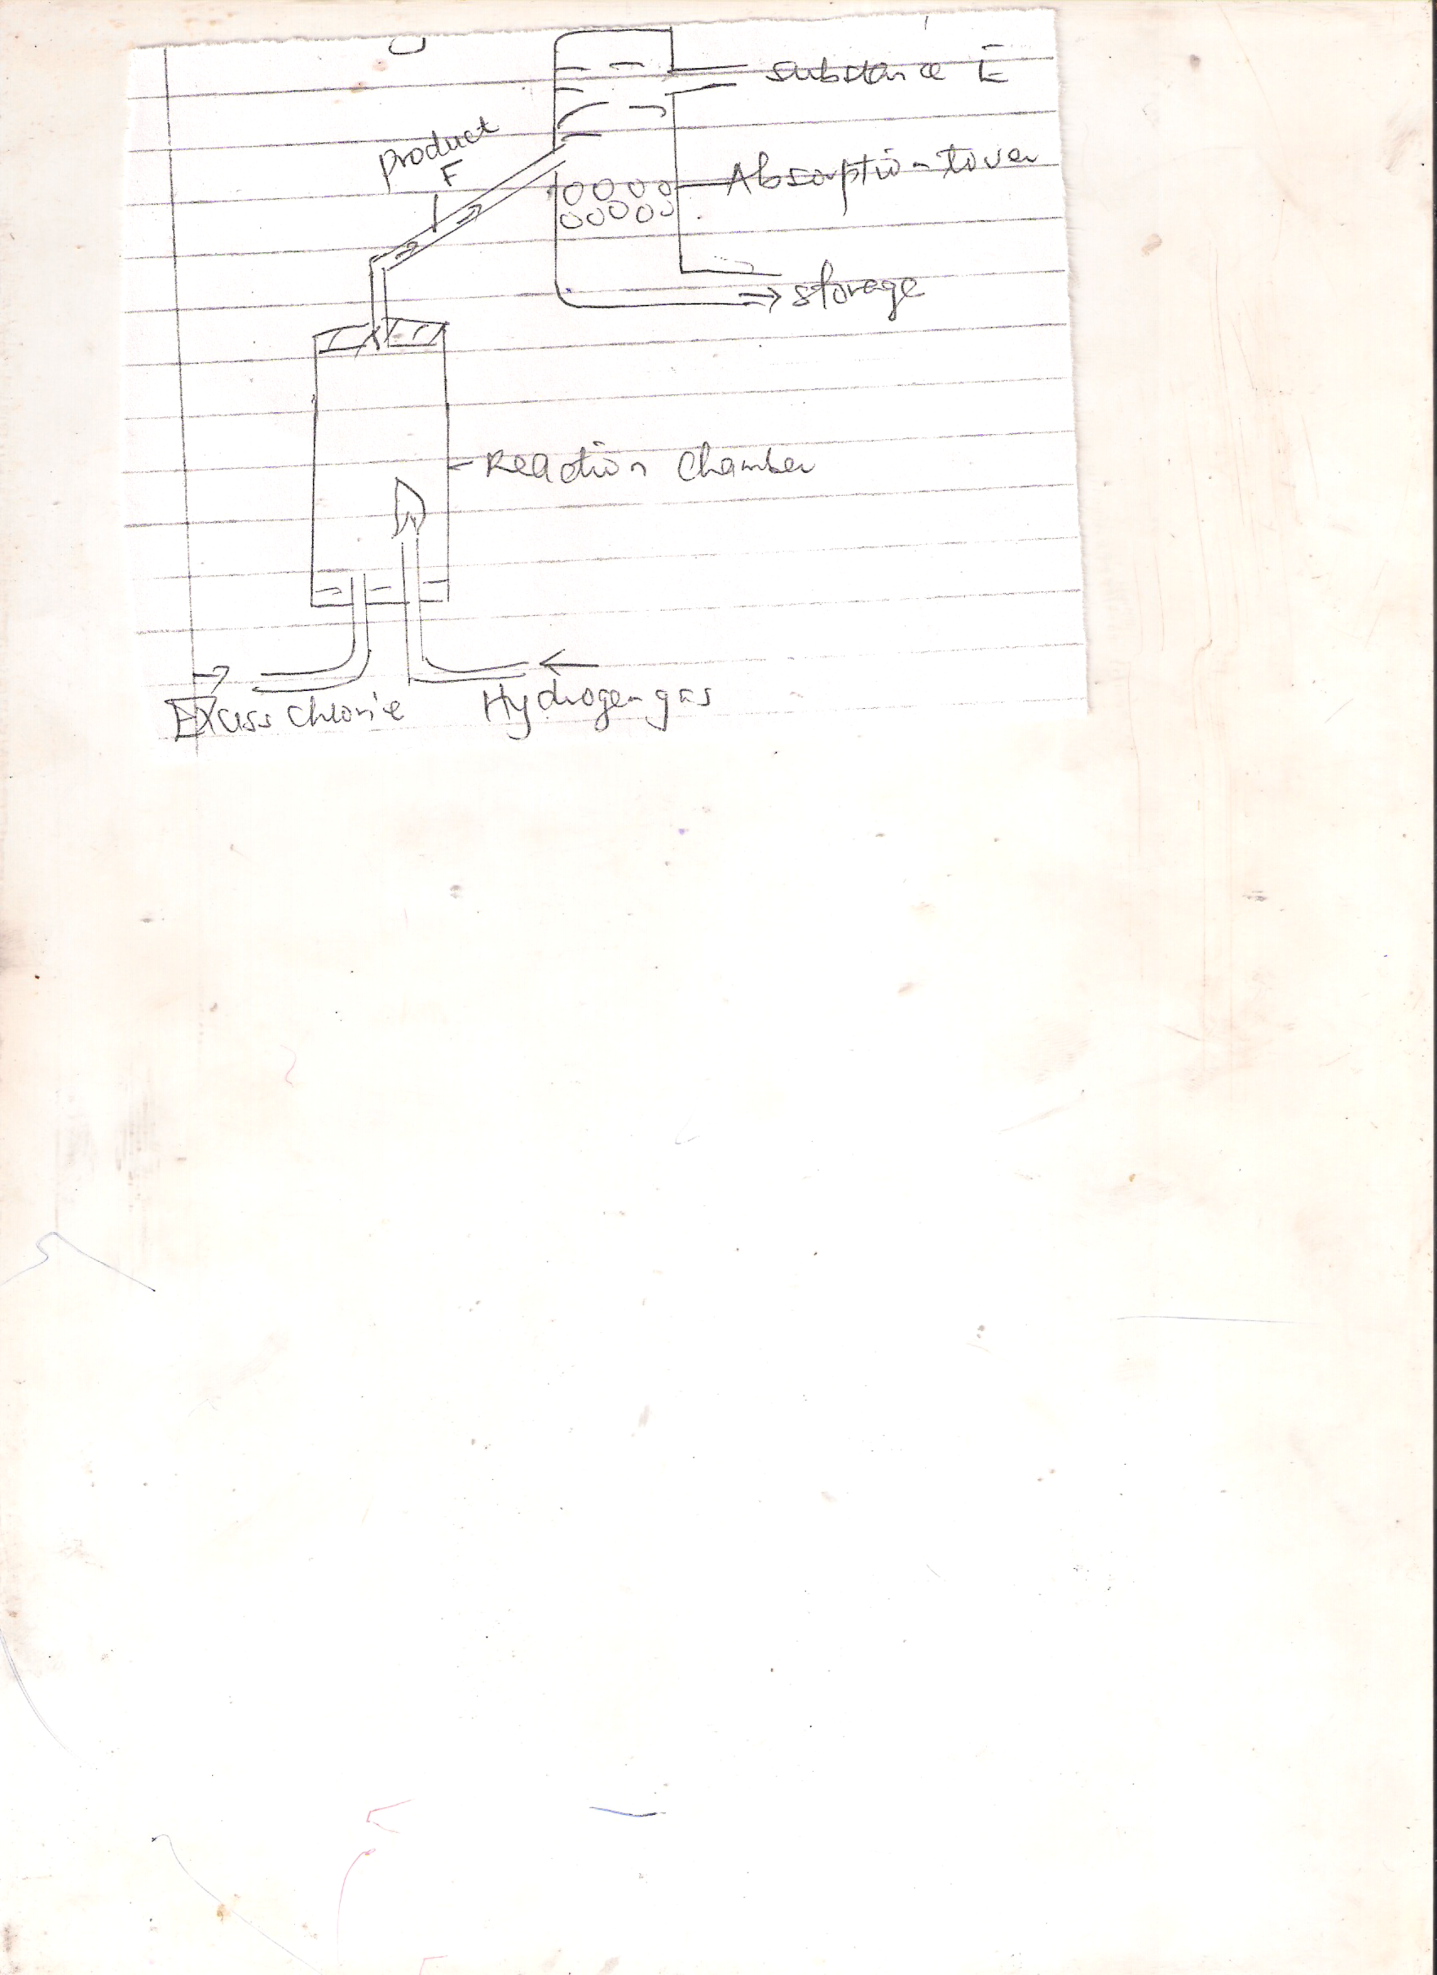 substance E
product
F
Absorption tower
storage
Reaction Chamber
Excess chlorine
Hydrogen gas